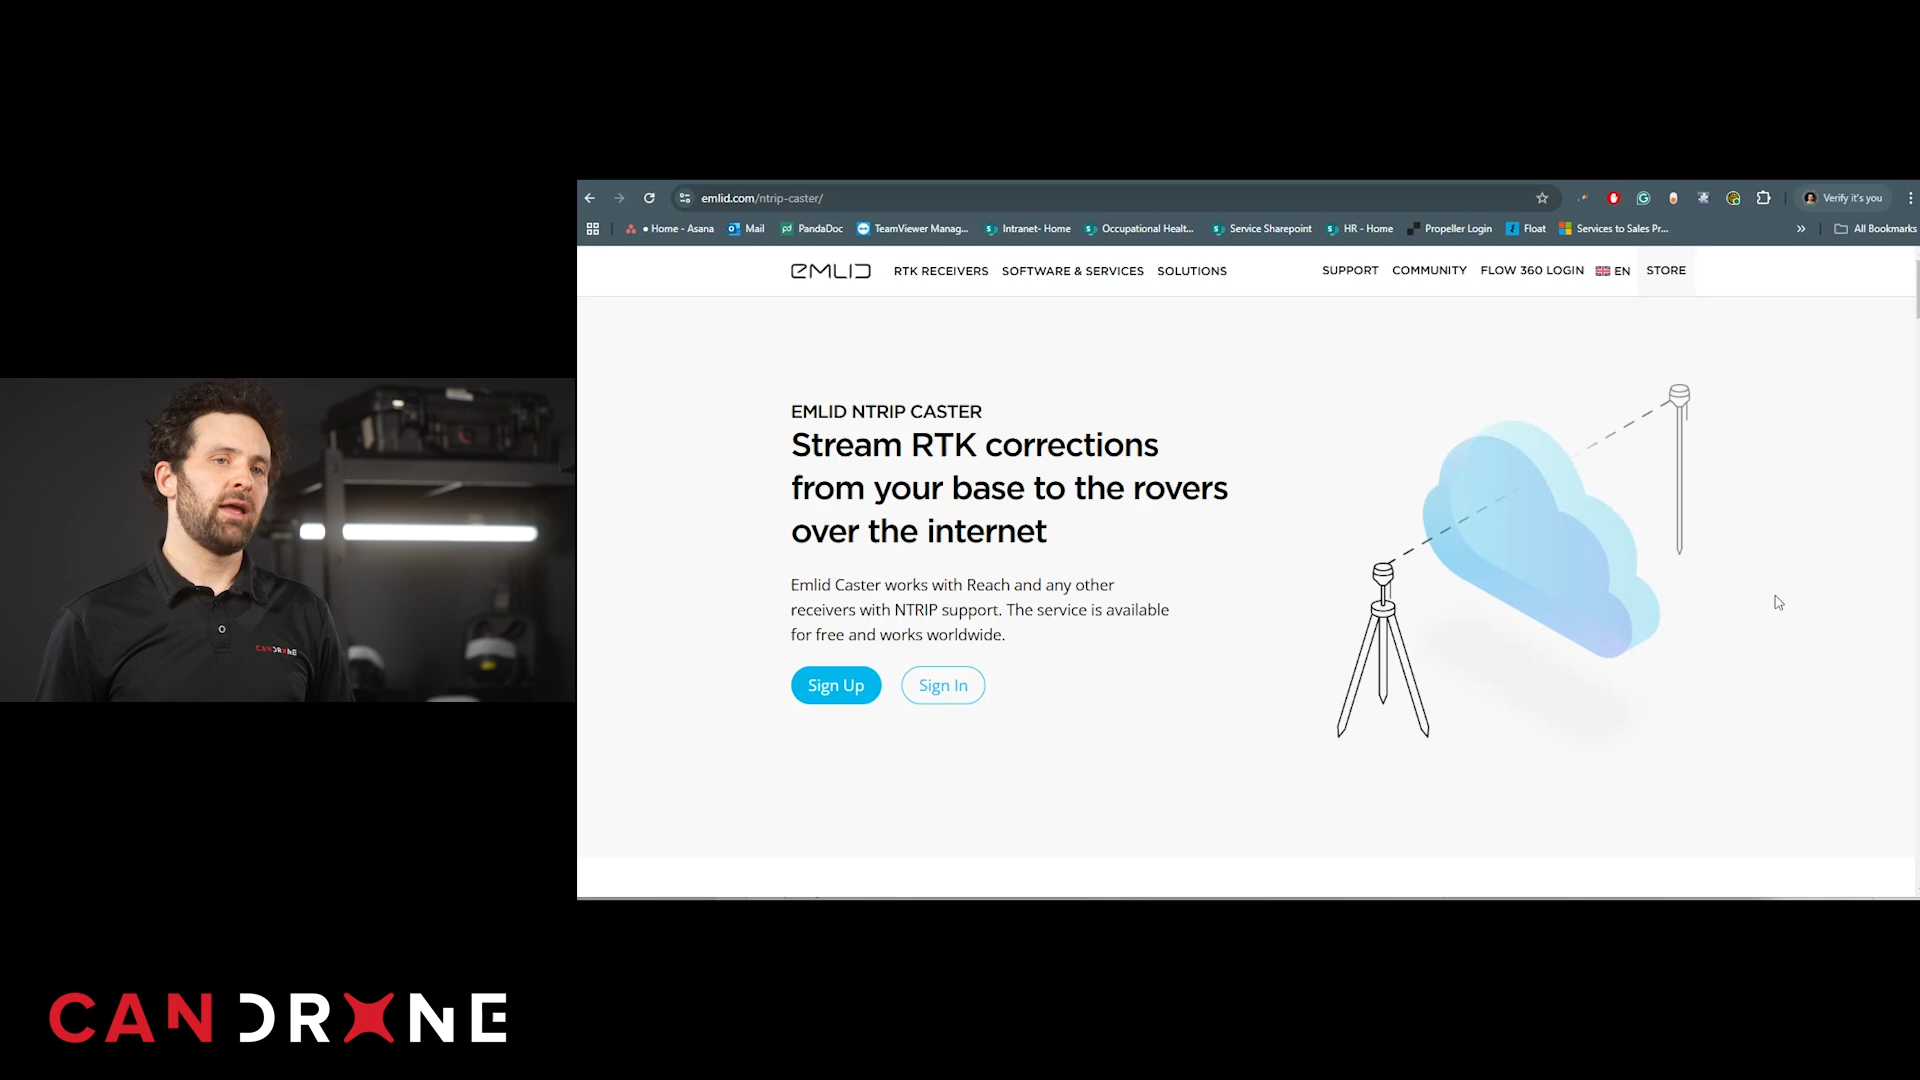 emlid.com/ntrip-caster/
Verify it's you
Home - Asana
Mail
PandaDoc
TeamViewer Manag...
Intranet- Home
Occupational Healt...
Service Sharepoint
HR - Home
Propeller Login
Float
Services to Sales Pr...
All Bookmarks
EMLID
RTK RECEIVERS
SOFTWARE & SERVICES
SOLUTIONS
SUPPORT
COMMUNITY
FLOW 360 LOGIN
EN
STORE
EMLID NTRIP CASTER
Stream RTK corrections
from your base to the rovers
over the internet
Emlid Caster works with Reach and any other
receivers with NTRIP support. The service is available
for free and works worldwide.
Sign Up
Sign In
CANDRONE
CANDRONE